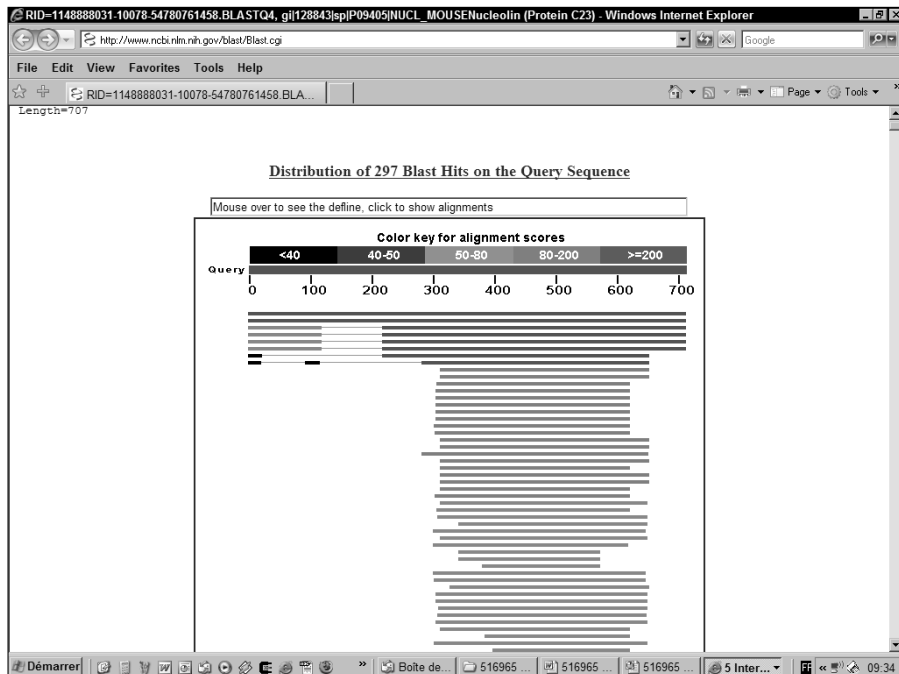 RID=1148888031-10078-54780761458.BLASTQ4, gi|128843|sp|P09405|NUCL_MOUSENucleolin (Protein C23) - Windows Internet Explorer
http://www.ncbi.nlm.nih.gov/blast/Blast.cgi
Google
File Edit View Favorites Tools Help
RID=1148888031-10078-54780761458.BLA...
Page Tools »
Length=707
Distribution of 297 Blast Hits on the Query Sequence
Mouse over to see the defline, click to show alignments
Color key for alignment scores
<40 40-50 50-80 80-200 >=200
Query
0 100 200 300 400 500 600 700
Démarrer » Boîte de... 516965 ... 516965 ... 516965 ... 5 Inter... « 09:34